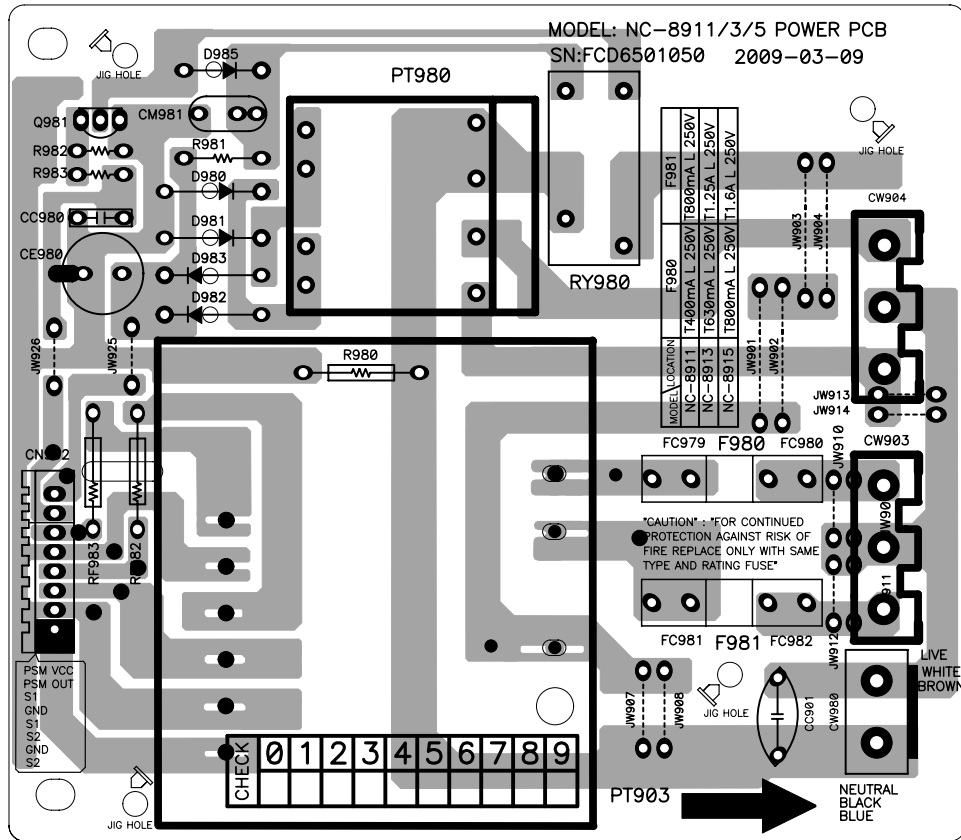 MODEL: NC-8911/3/5 POWER PCB
SN:FCD6501050 2009-03-09
JIG HOLE
D985
PT980
CM981
Q981
R982
R983
R981
D980
CC980
D981
CE980
D983
D982
RY980
JW926
JW925
R980
MODEL LOCATION F980 F981
NC-8911 T400mA L 250V T800mA L 250V
NC-8913 T630mA L 250V T1.25A L 250V
NC-8915 T800mA L 250V T1.6A L 250V
JIG HOLE
JW903
JW904
CW904
JW901
JW902
JW913
JW914
FC979 F980 FC980
JW910
CW903
RF983
"CAUTION" : "FOR CONTINUED
PROTECTION AGAINST RISK OF
FIRE REPLACE ONLY WITH SAME
TYPE AND RATING FUSE"
FC981 F981 FC982
JW912
PSM VCC
PSM OUT
S1
GND
S1
S2
GND
S2
JW907
JW908
JIG HOLE
CC901
CW980
LIVE
WHITE
BROWN
CHECK 0 1 2 3 4 5 6 7 8 9
JIG HOLE
PT903
NEUTRAL
BLACK
BLUE